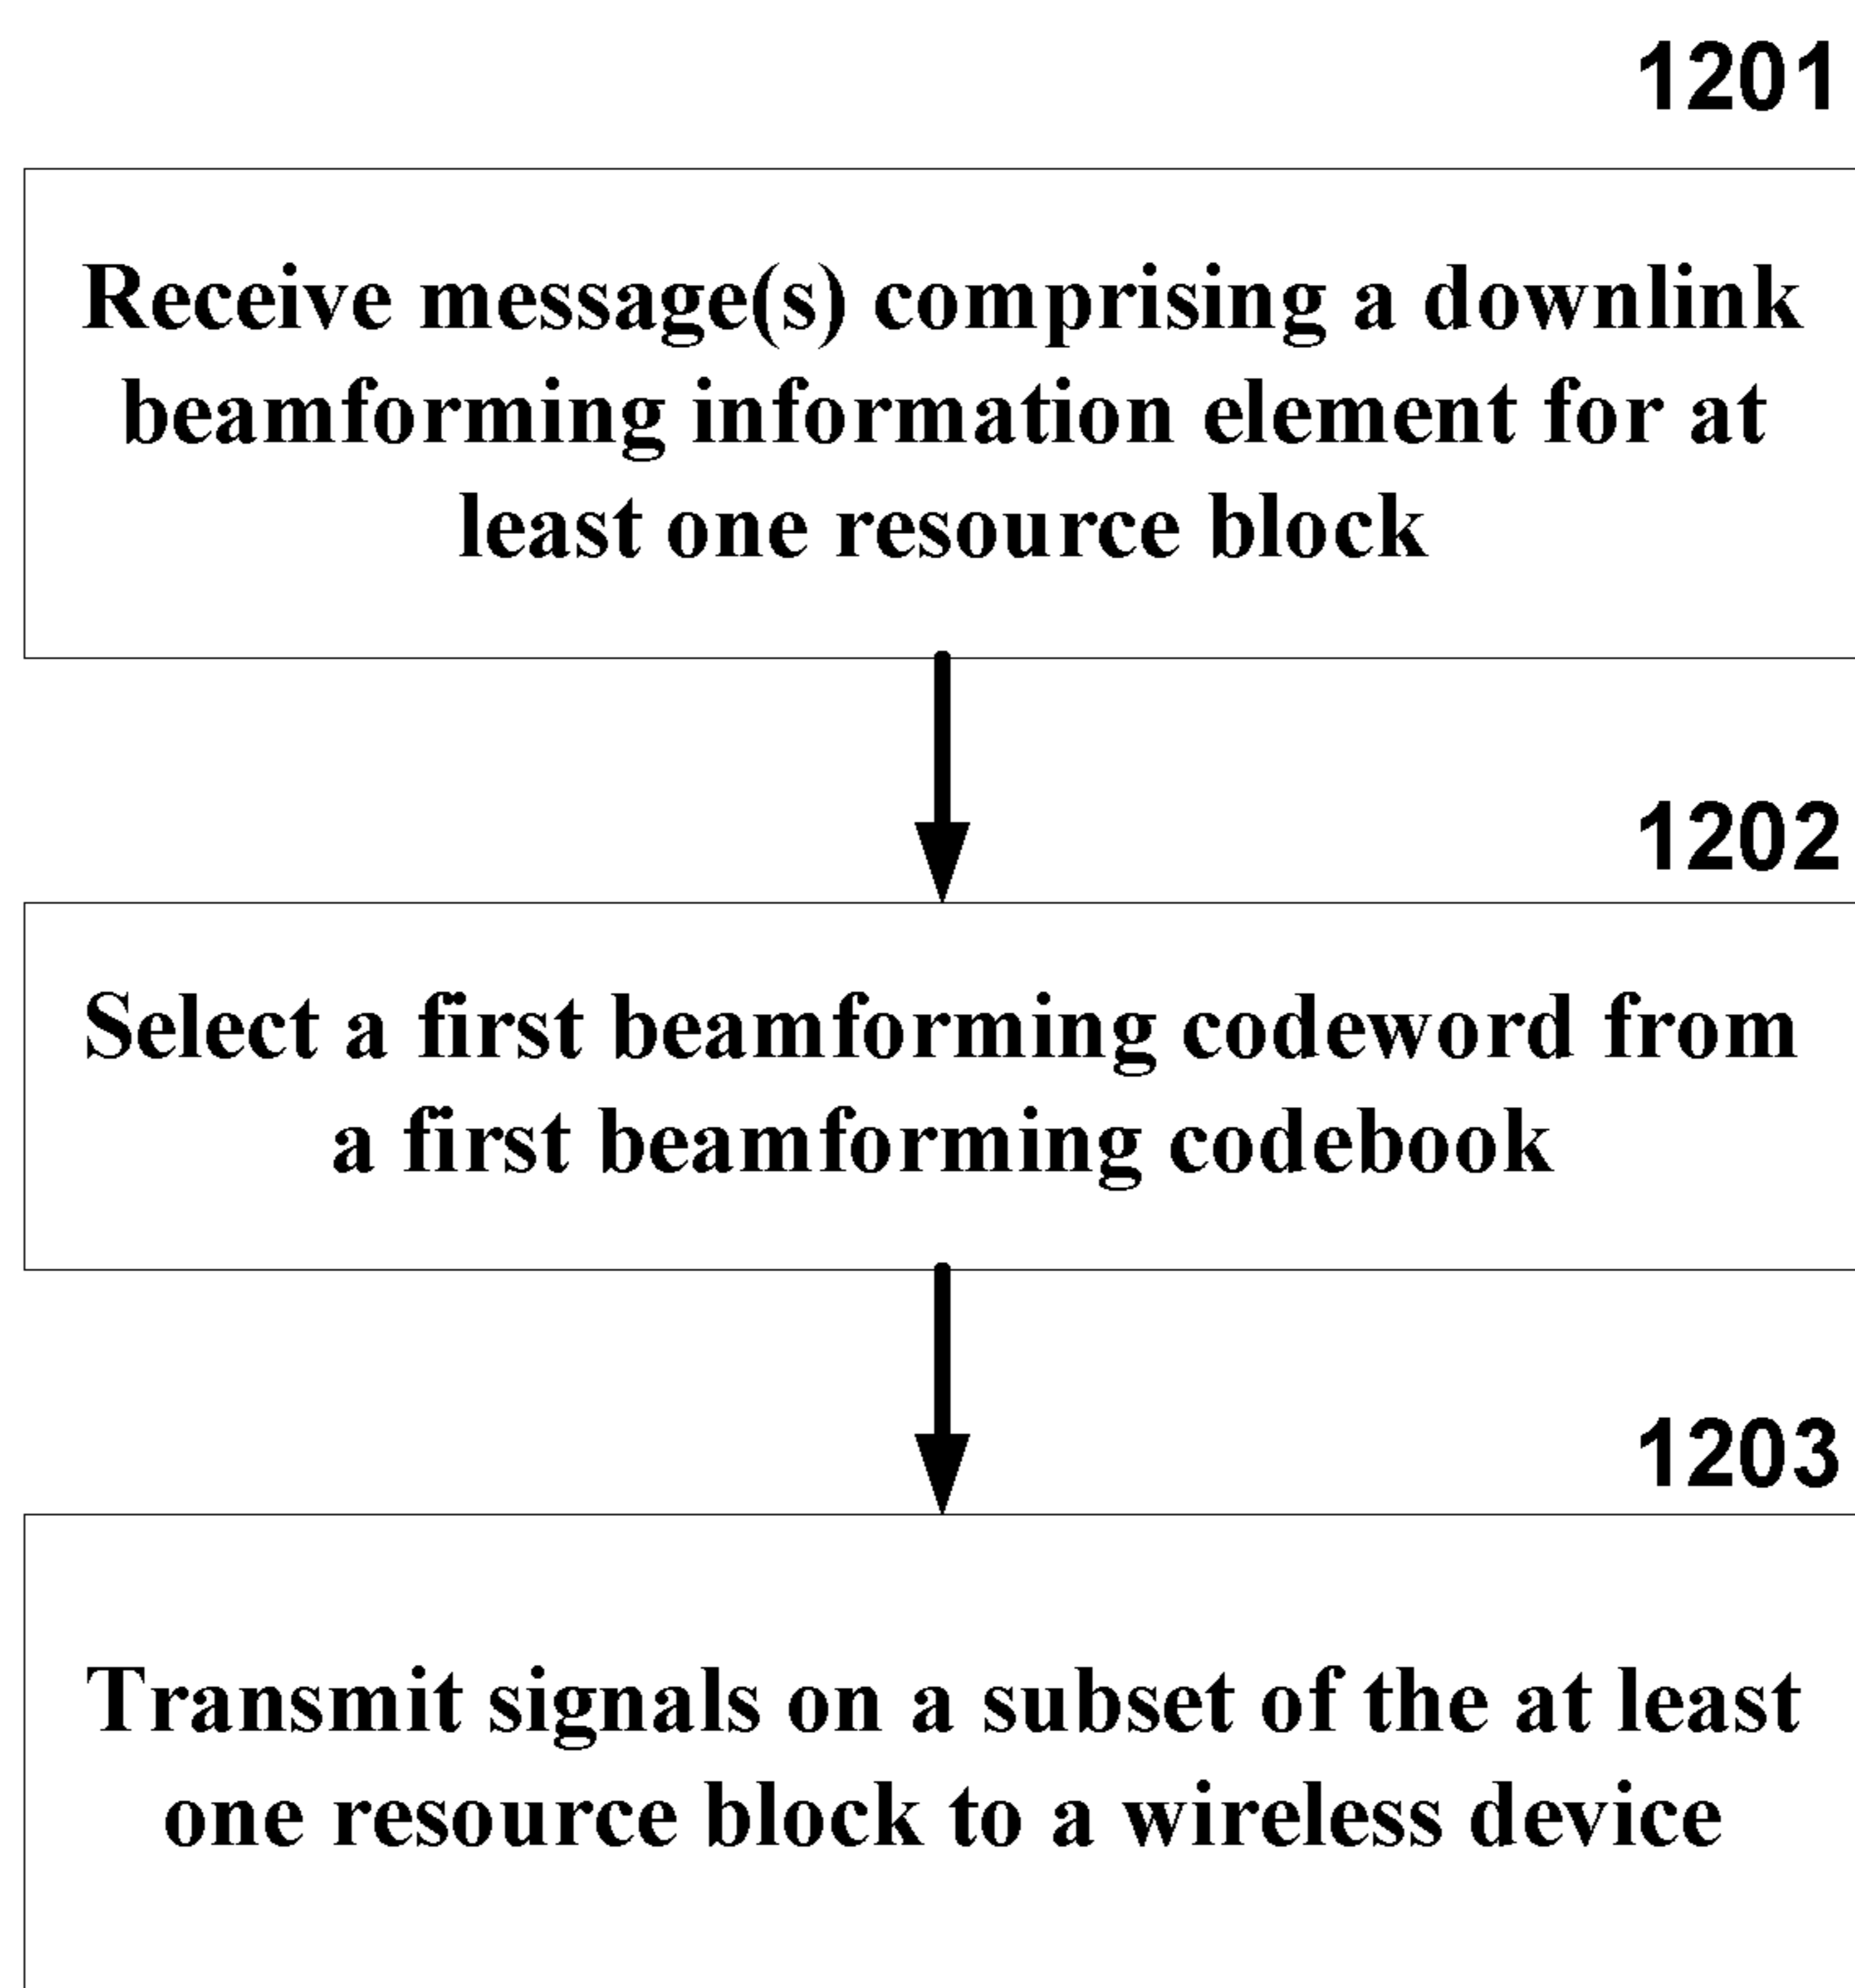 1201
Receive message(s) comprising a downlink
beamforming information element for at
least one resource block
1202
Select a first beamforming codeword from
a first beamforming codebook
1203
Transmit signals on a subset of the at least
one resource block to a wireless device